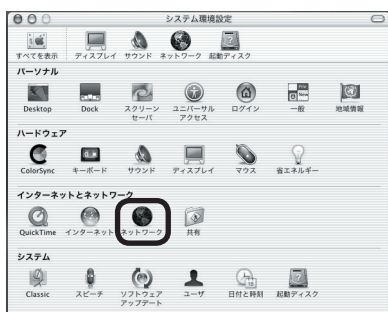 システム環境設定
すべてを表示 ディスプレイ サウンド ネットワーク 起動ディスク
パーソナル
Desktop Dock スクリーン セーバ ユニバーサル アクセス ログイン 一般 地域情報
ハードウェア
ColorSync キーボード サウンド ディスプレイ マウス 省エネルギー
インターネットとネットワーク
QuickTime インターネット ネットワーク 共有
システム
Classic スピーチ ソフトウェア アップデート ユーザ 日付と時刻 起動ディスク